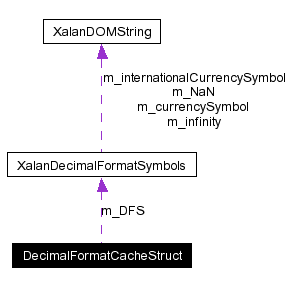 XalanDOMString
m_internationalCurrencySymbol
m_NaN
m_currencySymbol
m_infinity
XalanDecimalFormatSymbols
m_DFS
DecimalFormatCacheStruct